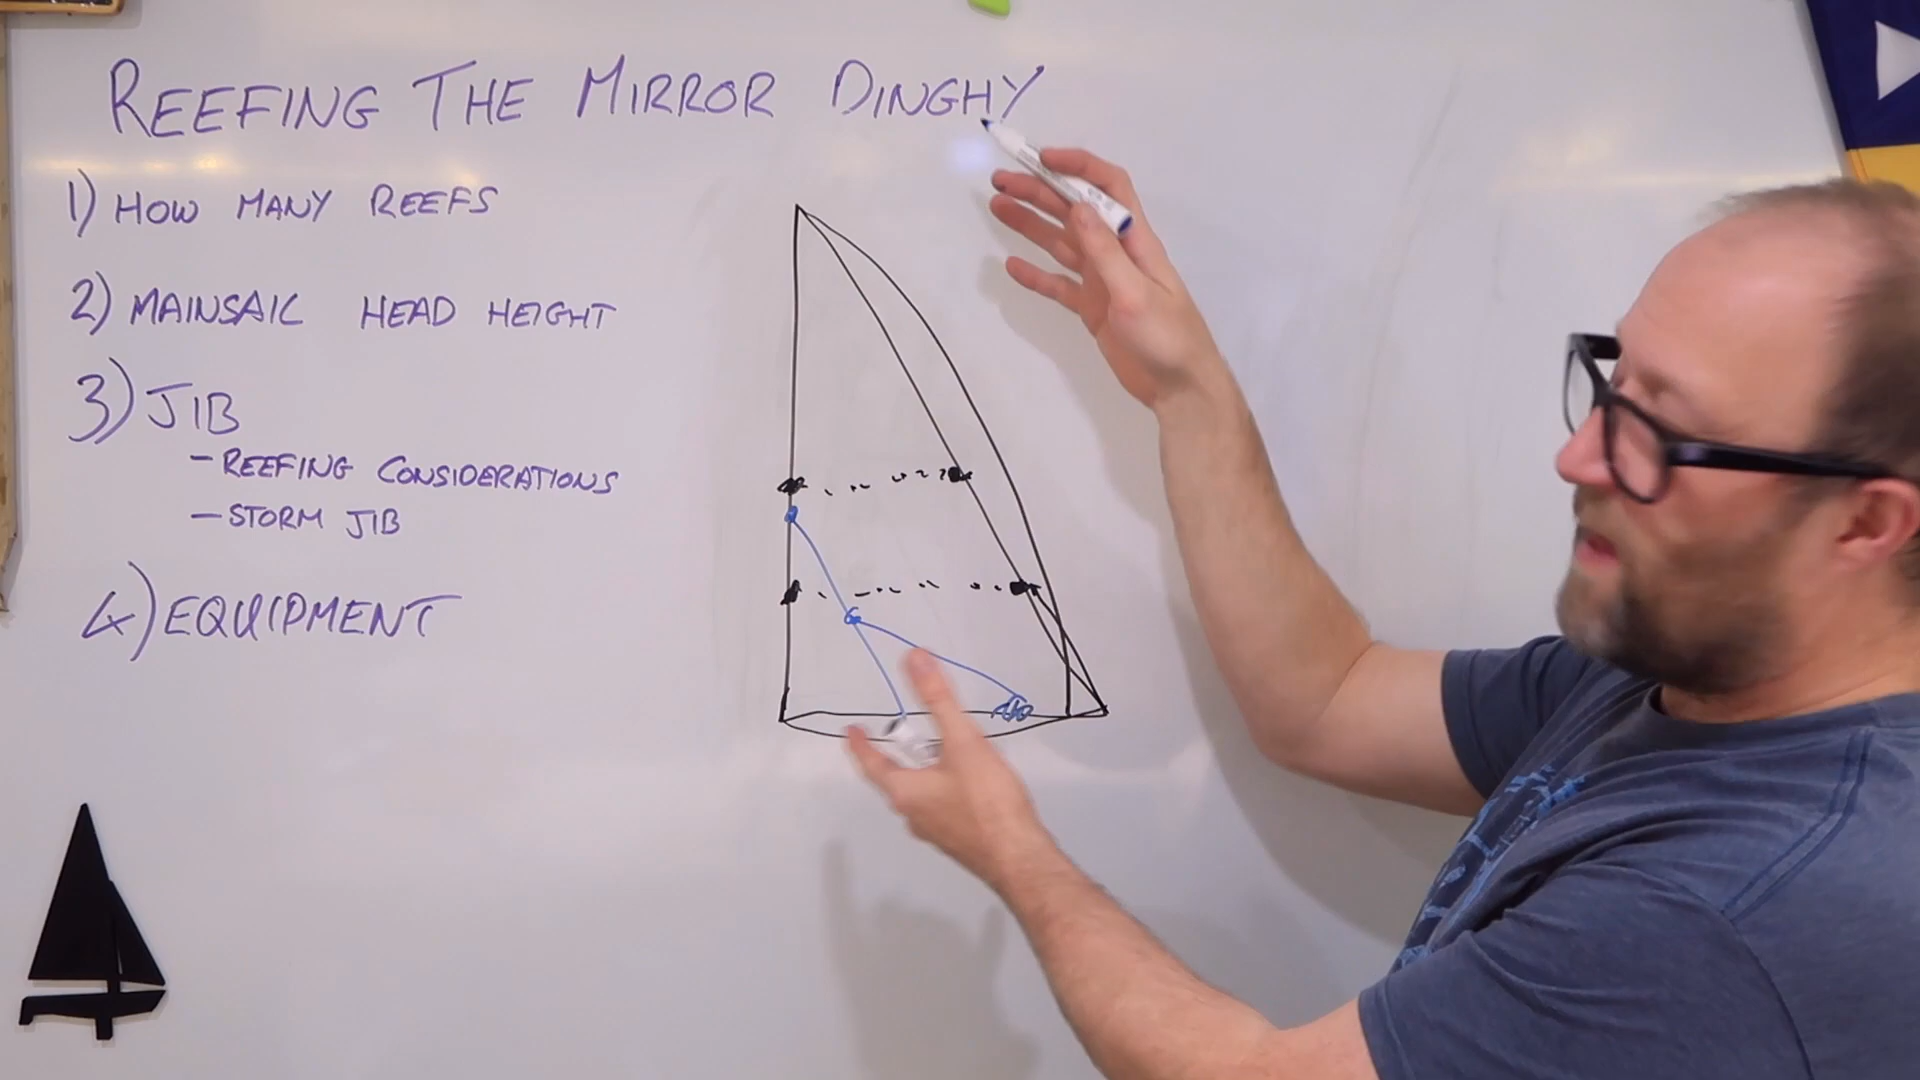 REEFING THE MIRROR DINGHY
1) HOW MANY REEFS
2) MAINSAIL HEAD HEIGHT
3) JIB
- REEFING CONSIDERATIONS
- STORM JIB
4) EQUIPMENT